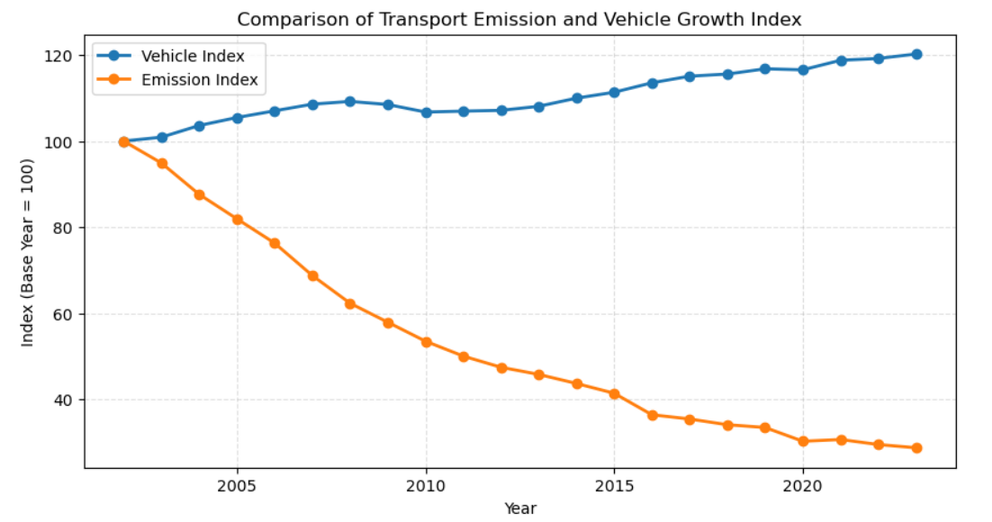 Comparison of Transport Emission and Vehicle Growth Index
Vehicle Index
Emission Index
Index (Base Year = 100)
120
100
80
60
40
2005 2010 2015 2020
Year